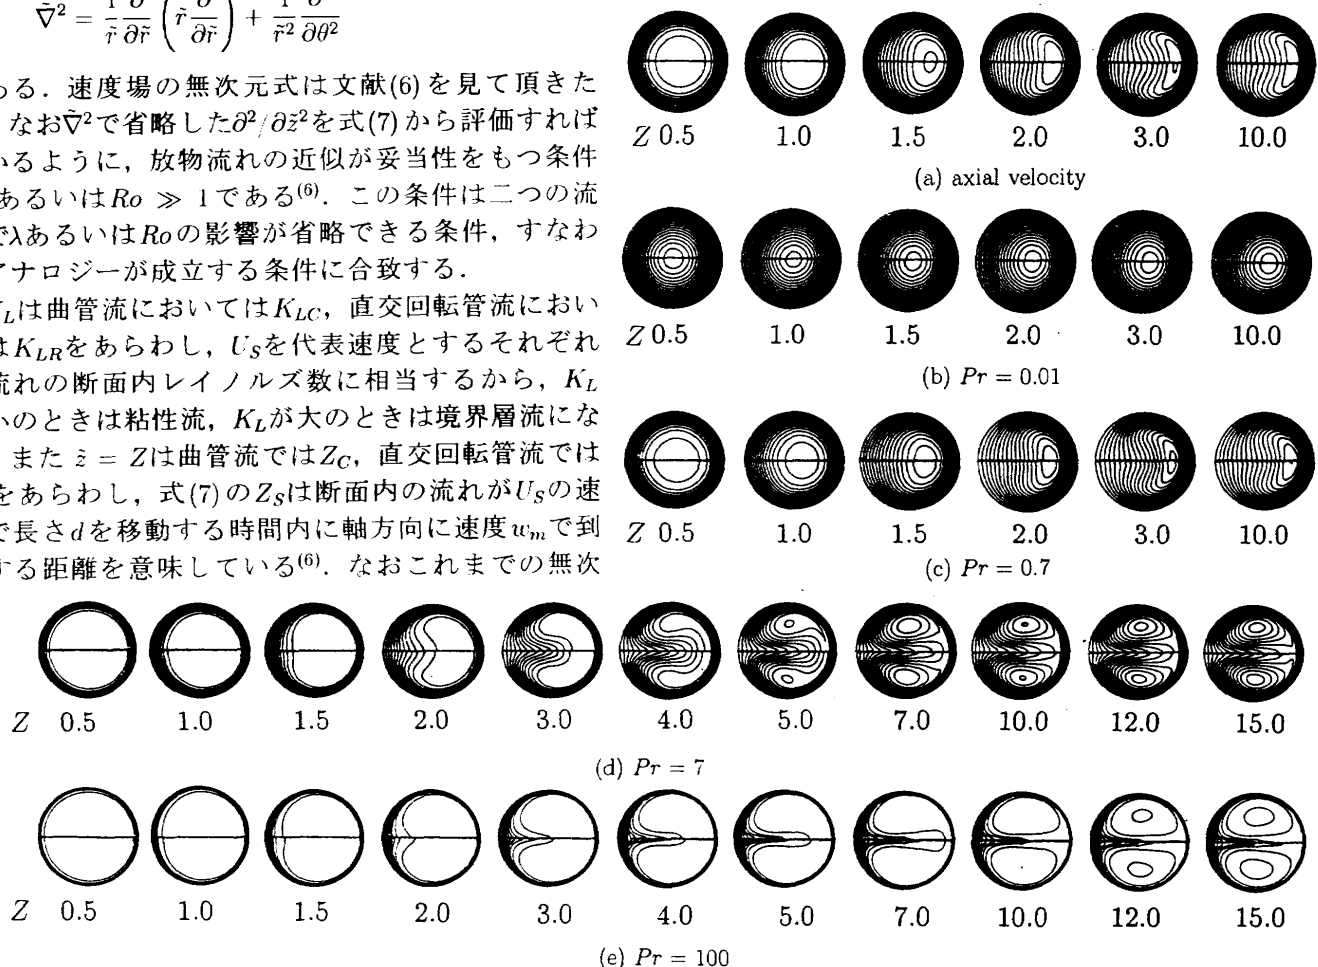 ∇̃² = 1/r̃ ∂/∂r̃ (r̃ ∂/∂r̃) + 1/r̃² ∂²/∂θ²
ある．速度場の無次元式は文献(6)を見て頂きた
なお∇̃²で省略した∂²/∂z̃²を式(7)から評価すれば
いるように，放物流れの近似が妥当性をもつ条件
あるいはRo ≫ 1である⁽⁶⁾．この条件は二つの流
でλあるいはRoの影響が省略できる条件，すなわ
アナロジーが成立する条件に合致する．
K_Lは曲管流においてはK_LC，直交回転管流におい
はK_LRをあらわし，U_Sを代表速度とするそれぞれ
流れの断面内レイノルズ数に相当するから，K_L
いのときは粘性流，K_Lが大のときは境界層流にな
また z̃ = Zは曲管流ではZ_C，直交回転管流では
をあらわし，式(7)のZ_Sは断面内の流れがU_Sの速
で長さdを移動する時間内に軸方向に速度w_mで到
する距離を意味している⁽⁶⁾．なおこれまでの無次
Z 0.5 1.0 1.5 2.0 3.0 10.0
(a) axial velocity
Z 0.5 1.0 1.5 2.0 3.0 10.0
(b) Pr = 0.01
Z 0.5 1.0 1.5 2.0 3.0 10.0
(c) Pr = 0.7
Z 0.5 1.0 1.5 2.0 3.0 4.0 5.0 7.0 10.0 12.0 15.0
(d) Pr = 7
Z 0.5 1.0 1.5 2.0 3.0 4.0 5.0 7.0 10.0 12.0 15.0
(e) Pr = 100